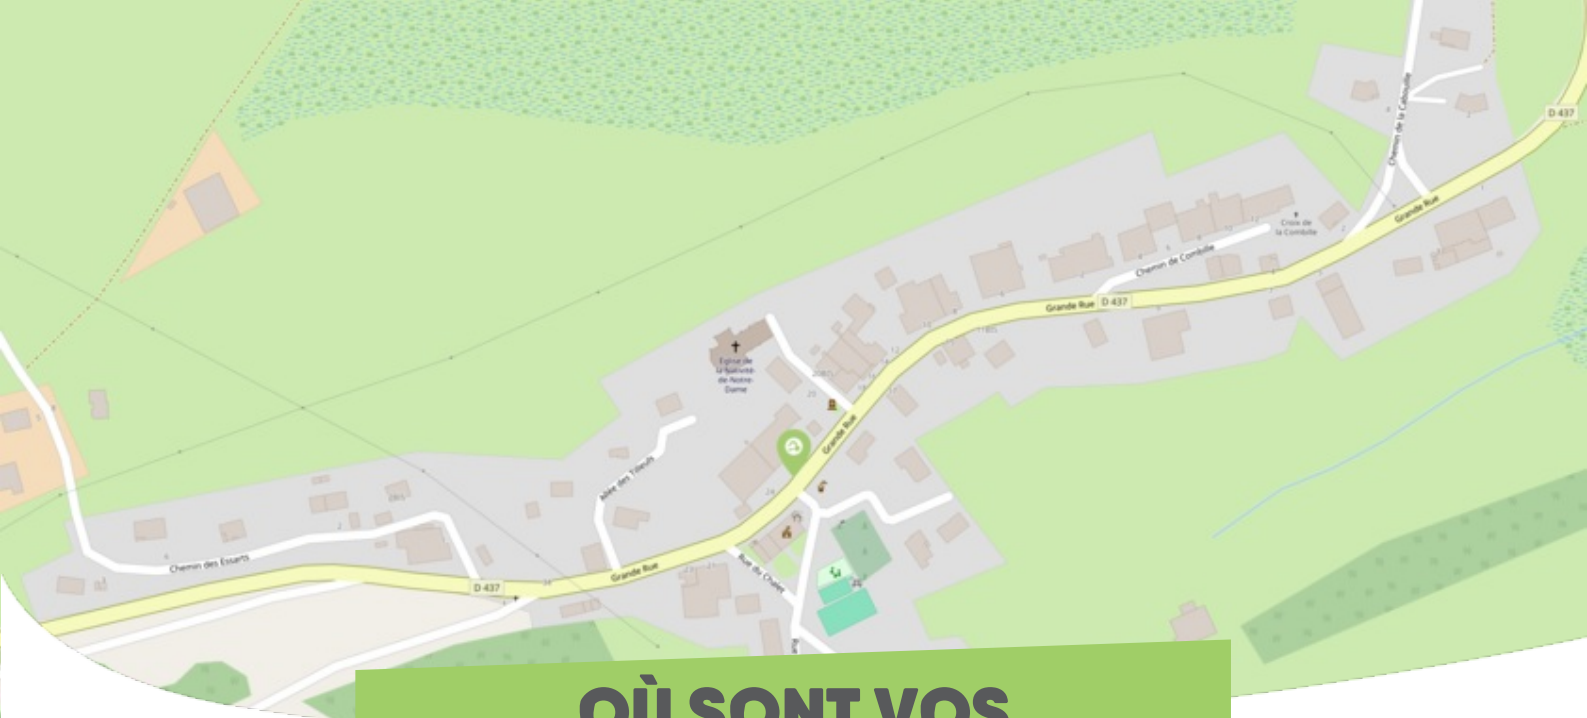 D 437
Chemin de la Cabouille
Grande Rue
Croix de
la Combille
Chemin de Combille
Grande Rue
D 437
Eglise de
la Nativité
de Notre-
Dame
Grande Rue
Allée des Tilleuls
Chemin des Essarts
D 437
Grande Rue
Rue du Chalet
OÙ SONT VOS